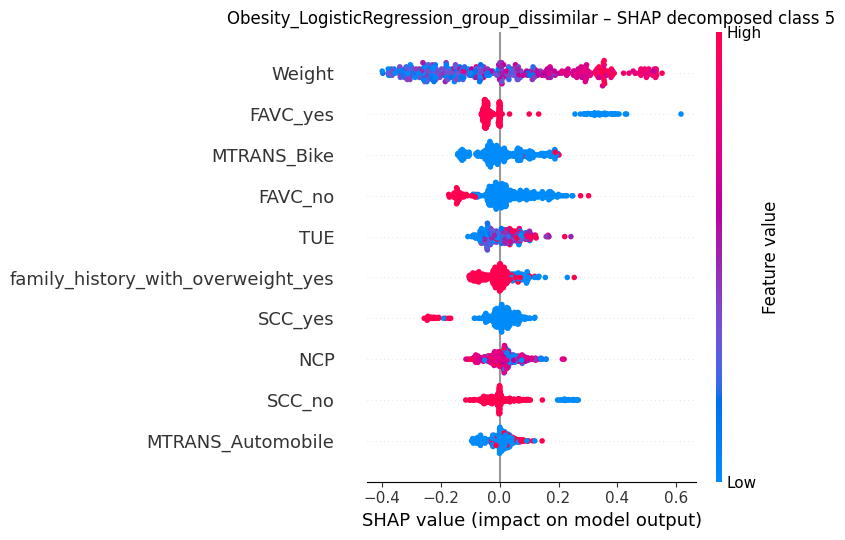 Obesity_LogisticRegression_group_dissimilar – SHAP decomposed class 5
High
Weight
FAVC_yes
MTRANS_Bike
FAVC_no
TUE
family_history_with_overweight_yes
SCC_yes
NCP
SCC_no
MTRANS_Automobile
Feature value
Low
−0.4 −0.2 0.0 0.2 0.4 0.6
SHAP value (impact on model output)